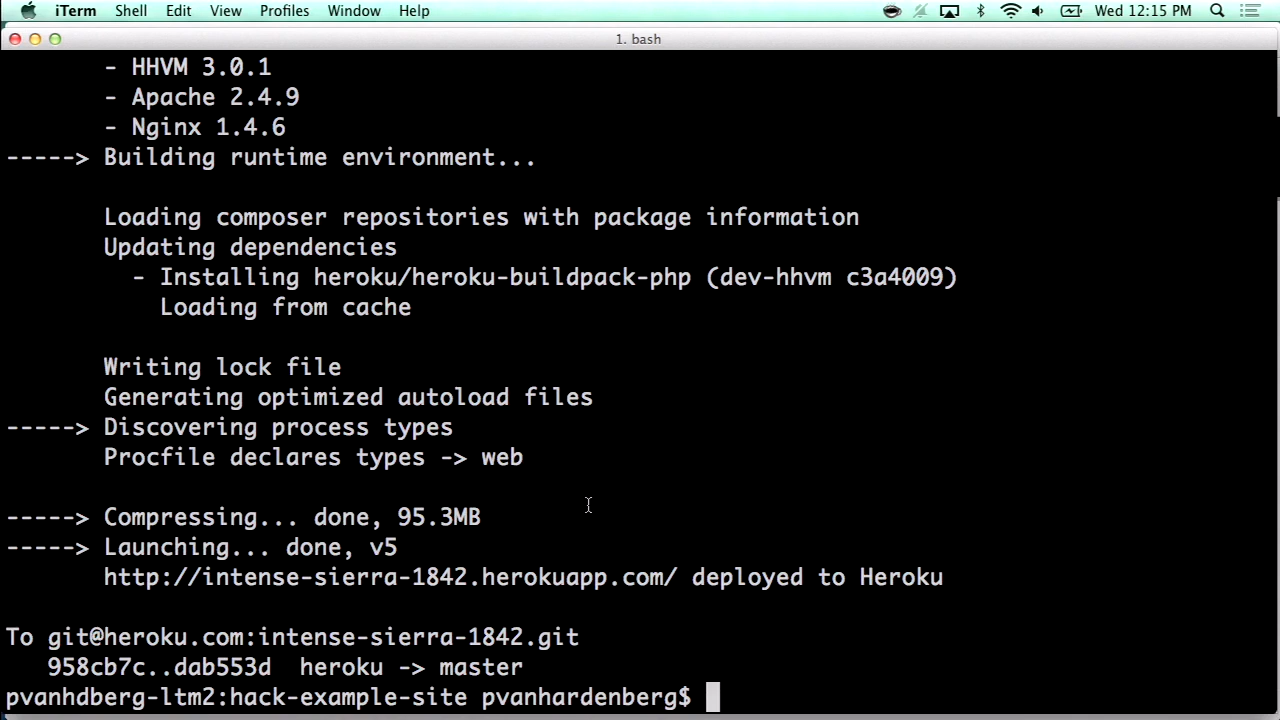 iTerm Shell Edit View Profiles Window Help Wed 12:15 PM
1. bash
- HHVM 3.0.1
- Apache 2.4.9
- Nginx 1.4.6
-----> Building runtime environment...
Loading composer repositories with package information
Updating dependencies
- Installing heroku/heroku-buildpack-php (dev-hhvm c3a4009)
Loading from cache
Writing lock file
Generating optimized autoload files
-----> Discovering process types
Procfile declares types -> web
-----> Compressing... done, 95.3MB
-----> Launching... done, v5
http://intense-sierra-1842.herokuapp.com/ deployed to Heroku
To git@heroku.com:intense-sierra-1842.git
958cb7c..dab553d heroku -> master
pvanhdberg-ltm2:hack-example-site pvanhardenberg$